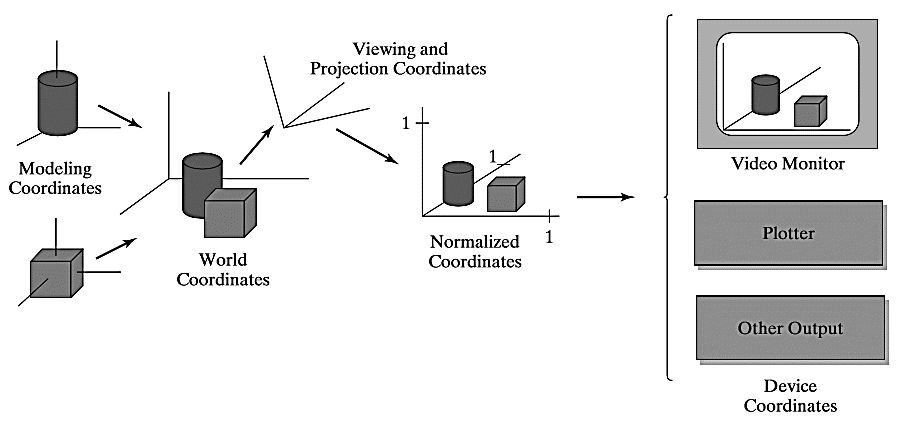 Modeling
Coordinates
World
Coordinates
Viewing and
Projection Coordinates
1
1
1
Normalized
Coordinates
Video Monitor
Plotter
Other Output
Device
Coordinates